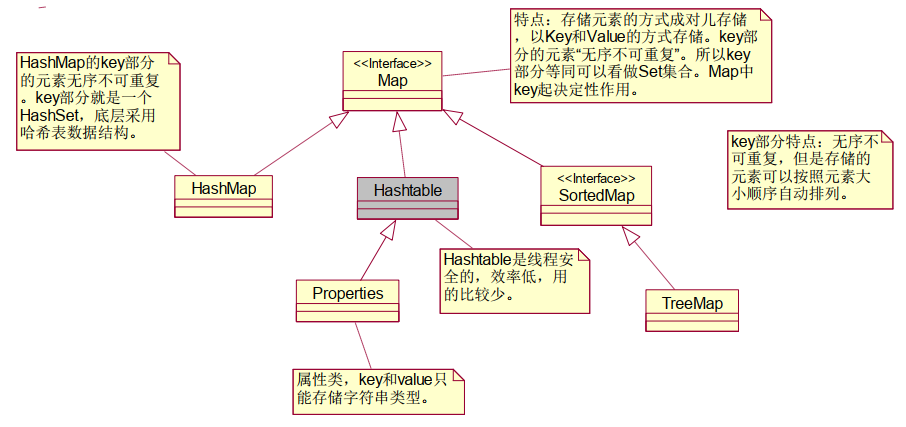 特点：存储元素的方式成对儿存储
，以Key和Value的方式存储。key
部分的元素“无序不可重复”。所以key
部分等同可以看做Set集合。Map中
key起决定性作用。
<<Interface>>
Map
HashMap的key部分
的元素无序不可重复
。key部分就是一个
HashSet，底层采用
哈希表数据结构。
key部分特点：无序不
可重复，但是存储的
元素可以按照元素大
小顺序自动排列。
HashMap
Hashtable
<<Interface>>
SortedMap
Hashtable是线程安
全的，效率低，用
的比较少。
Properties
TreeMap
属性类，key和value只
能存储字符串类型。